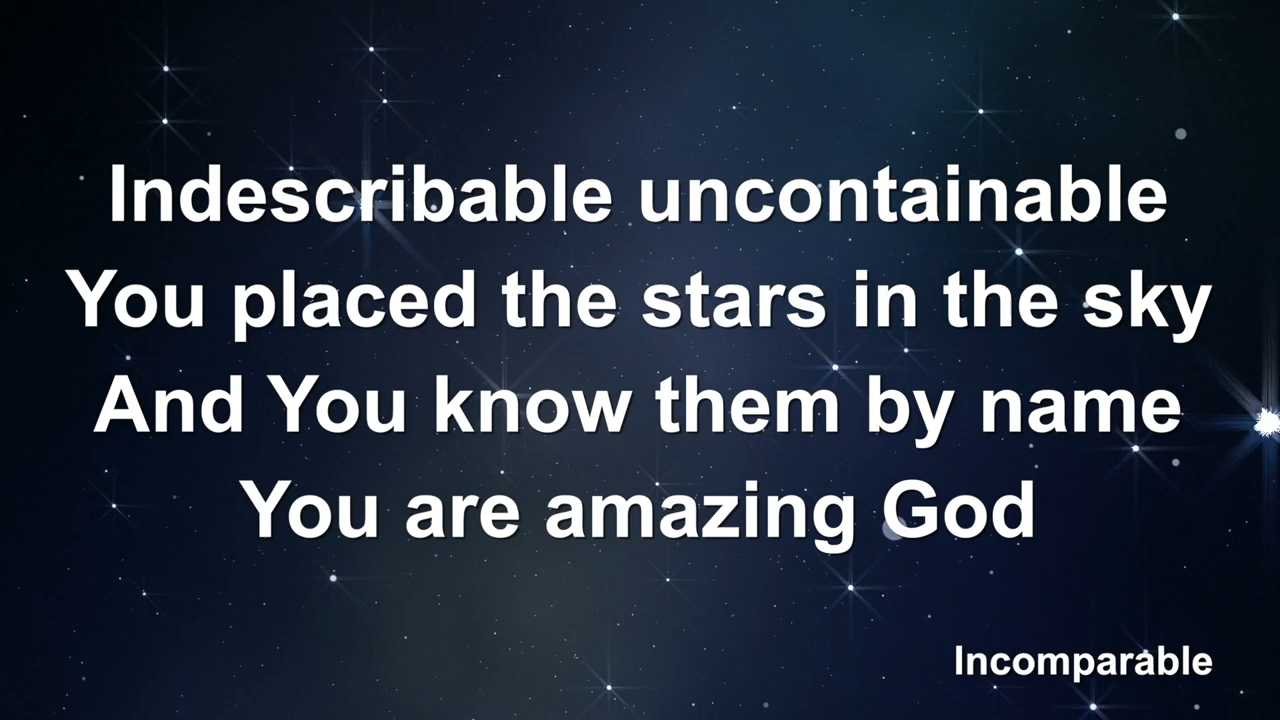 Indescribable uncontainable
You placed the stars in the sky
And You know them by name
You are amazing God
Incomparable